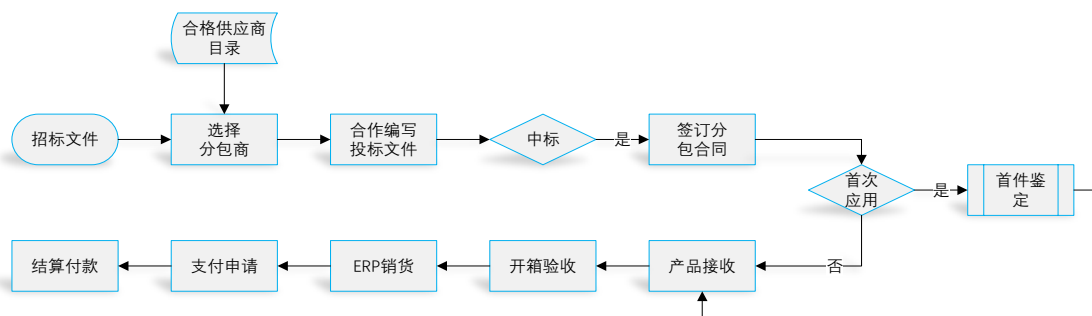 合格供应商
目录
招标文件
选择
分包商
合作编写
投标文件
中标
是
签订分
包合同
首次
应用
是
首件鉴
定
结算付款
支付申请
ERP销货
开箱验收
产品接收
否